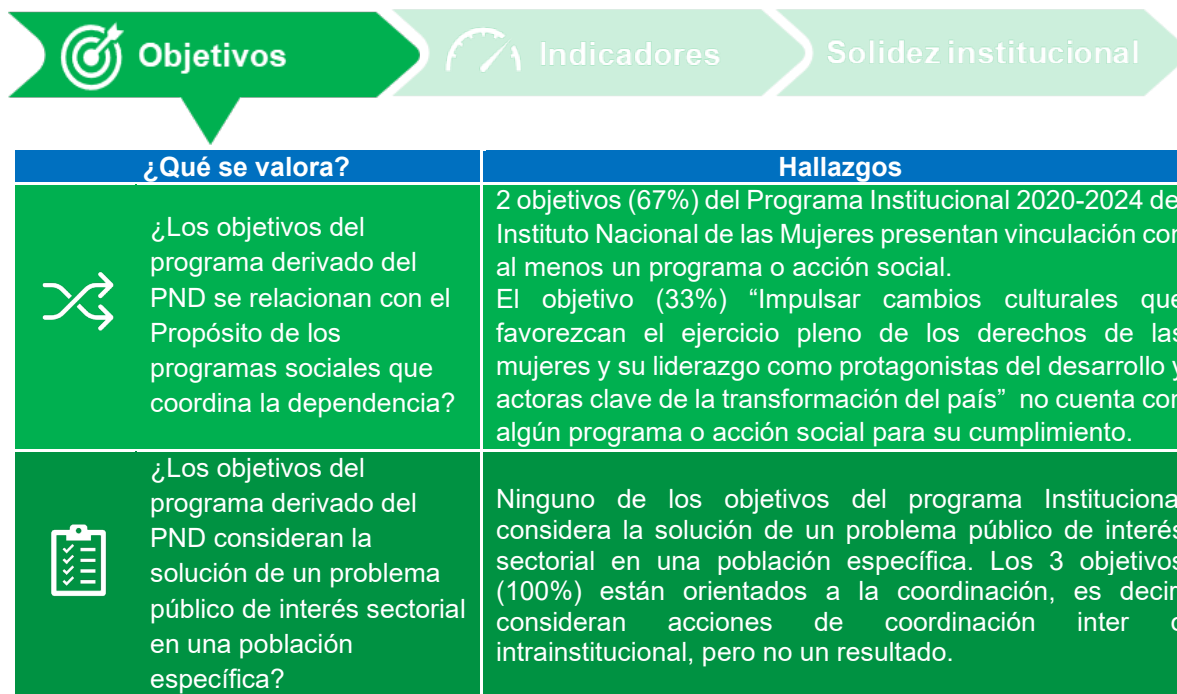 Objetivos
Indicadores
Solidez institucional
¿Qué se valora?
Hallazgos
¿Los objetivos del
programa derivado del
PND se relacionan con el
Propósito de los
programas sociales que
coordina la dependencia?
2 objetivos (67%) del Programa Institucional 2020-2024 de
Instituto Nacional de las Mujeres presentan vinculación con
al menos un programa o acción social.
El objetivo (33%) “Impulsar cambios culturales que
favorezcan el ejercicio pleno de los derechos de las
mujeres y su liderazgo como protagonistas del desarrollo y
actoras clave de la transformación del país” no cuenta con
algún programa o acción social para su cumplimiento.
¿Los objetivos del
programa derivado del
PND consideran la
solución de un problema
público de interés sectorial
en una población
específica?
Ninguno de los objetivos del programa Instituciona
considera la solución de un problema público de interés
sectorial en una población específica. Los 3 objetivos
(100%) están orientados a la coordinación, es decir
consideran acciones de coordinación inter
intrainstitucional, pero no un resultado.